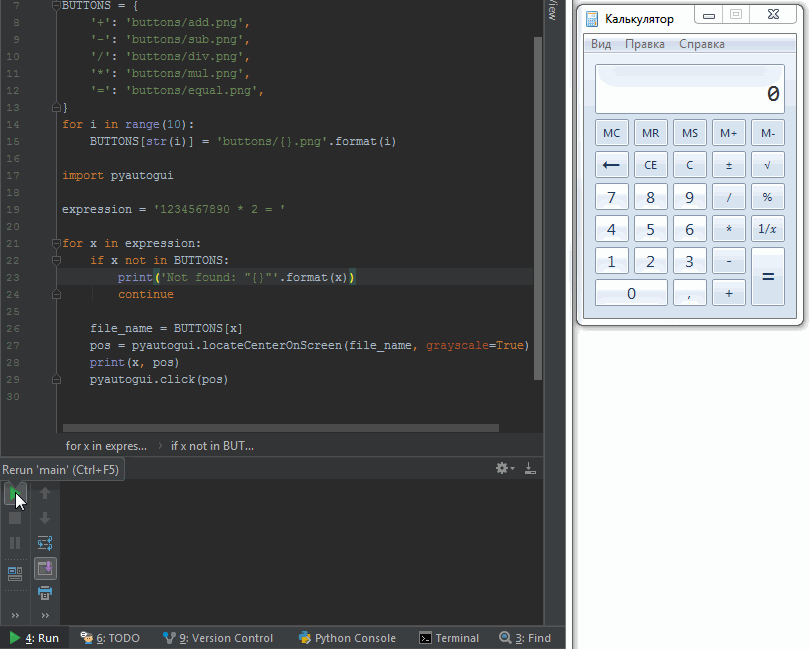 7 BUTTONS = {
8 '+': 'buttons/add.png',
9 '-': 'buttons/sub.png',
10 '/': 'buttons/div.png',
11 '*': 'buttons/mul.png',
12 '=': 'buttons/equal.png',
13 }
14 for i in range(10):
15 BUTTONS[str(i)] = 'buttons/{}.png'.format(i)
16
17 import pyautogui
18
19 expression = '1234567890 * 2 = '
20
21 for x in expression:
22 if x not in BUTTONS:
23 print('Not found: "{}"'.format(x))
24 continue
25
26 file_name = BUTTONS[x]
27 pos = pyautogui.locateCenterOnScreen(file_name, grayscale=True)
28 print(x, pos)
29 pyautogui.click(pos)
30
for x in expres... › if x not in BUT...
Rerun 'main' (Ctrl+F5)
» »
4: Run 6: TODO 9: Version Control Python Console Terminal 3: Find
Калькулятор
Вид Правка Справка
0
MC MR MS M+ M-
← CE C ± √
7 8 9 / %
4 5 6 * 1/x
1 2 3 - =
0 , +